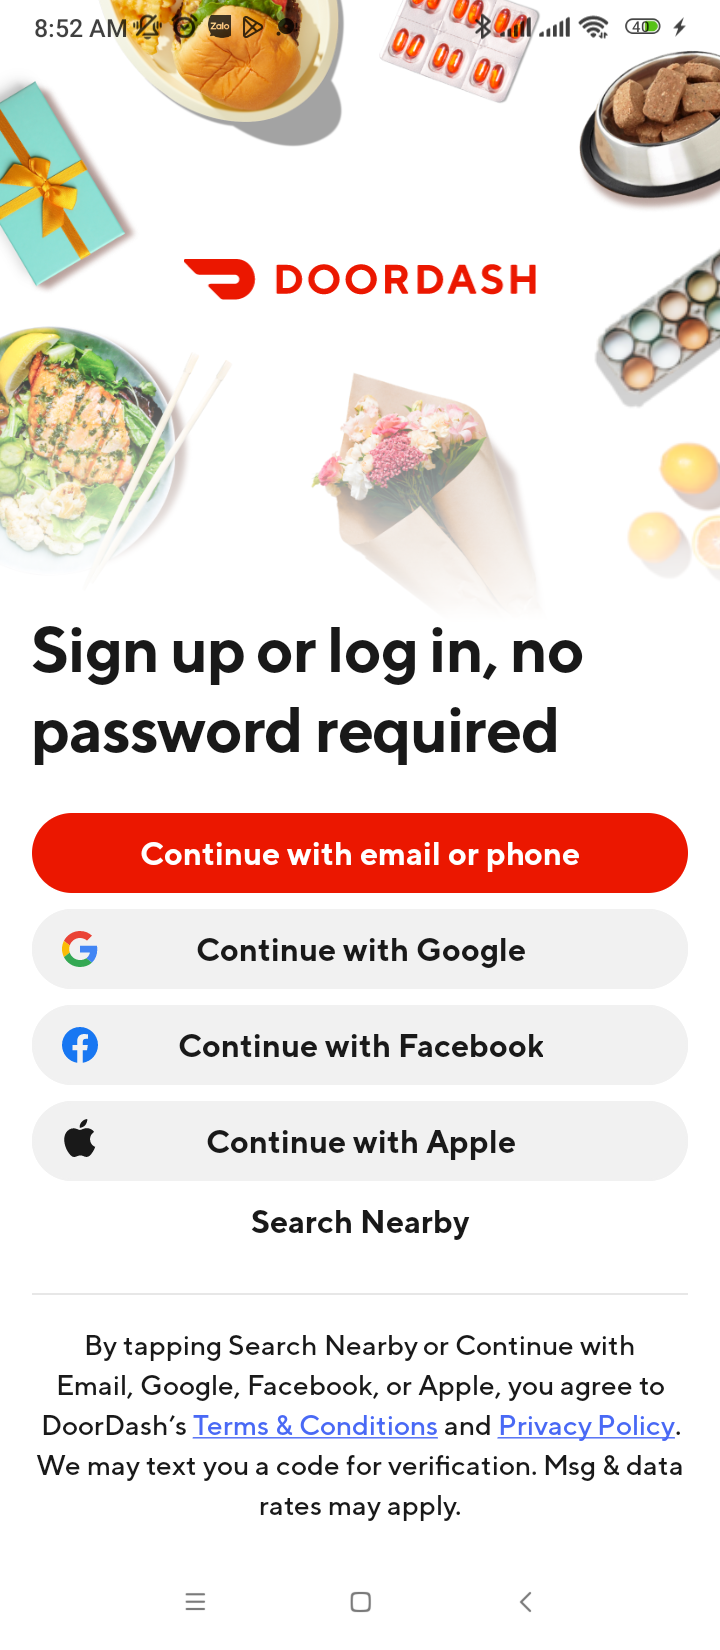 8:52 AM
Zalo
40
DOORDASH
Sign up or log in, no
password required
Continue with email or phone
Continue with Google
Continue with Facebook
Continue with Apple
Search Nearby
By tapping Search Nearby or Continue with
Email, Google, Facebook, or Apple, you agree to
DoorDash’s Terms & Conditions and Privacy Policy.
We may text you a code for verification. Msg & data
rates may apply.